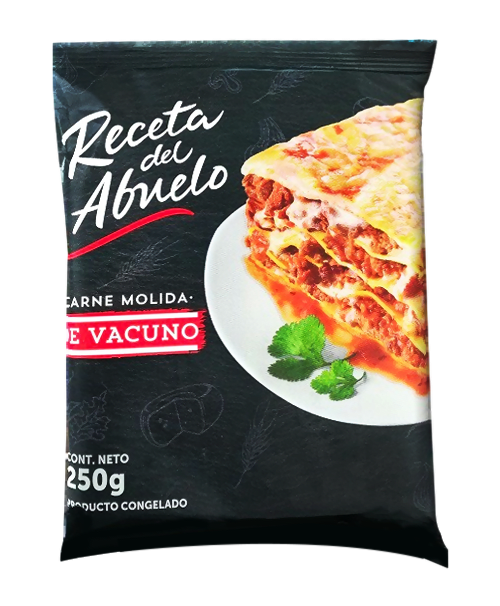 Receta
del
Abuelo
CARNE MOLIDA·
DE VACUNO
CONT. NETO
250g
PRODUCTO CONGELADO